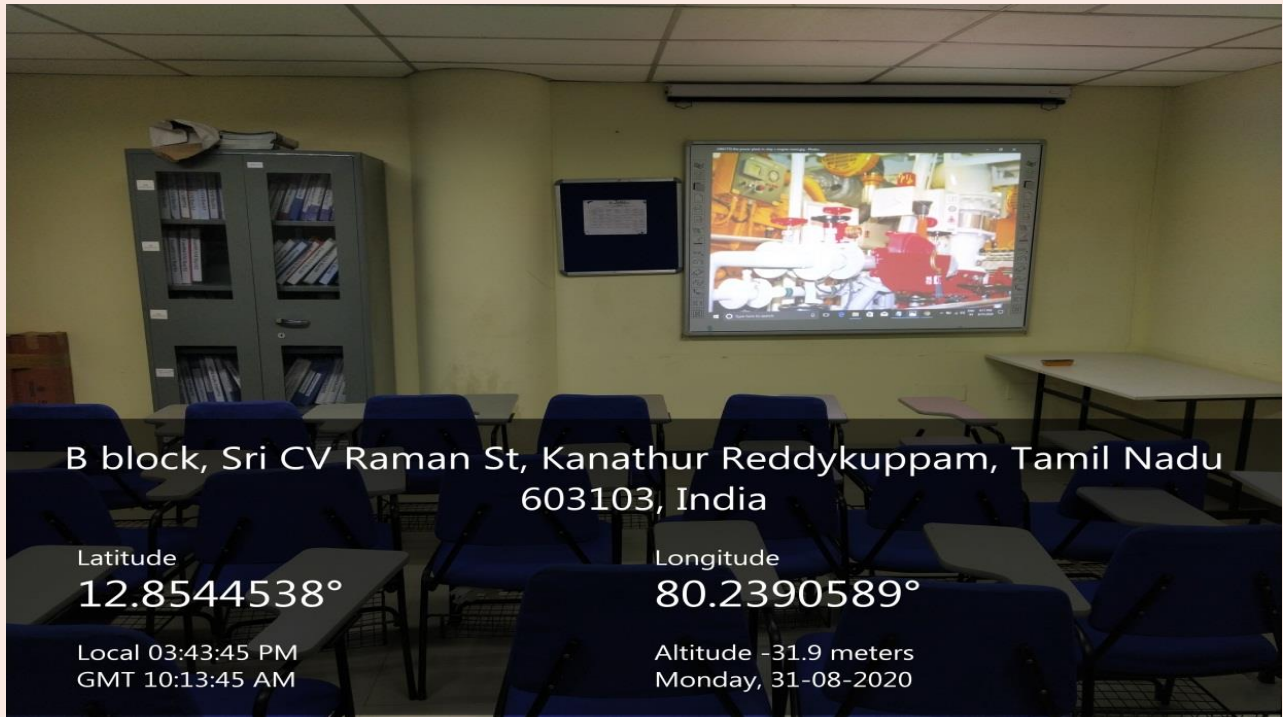 B block, Sri CV Raman St, Kanathur Reddykuppam, Tamil Nadu
603103, India
Latitude
12.8544538°
Longitude
80.2390589°
Local 03:43:45 PM
GMT 10:13:45 AM
Altitude -31.9 meters
Monday, 31-08-2020